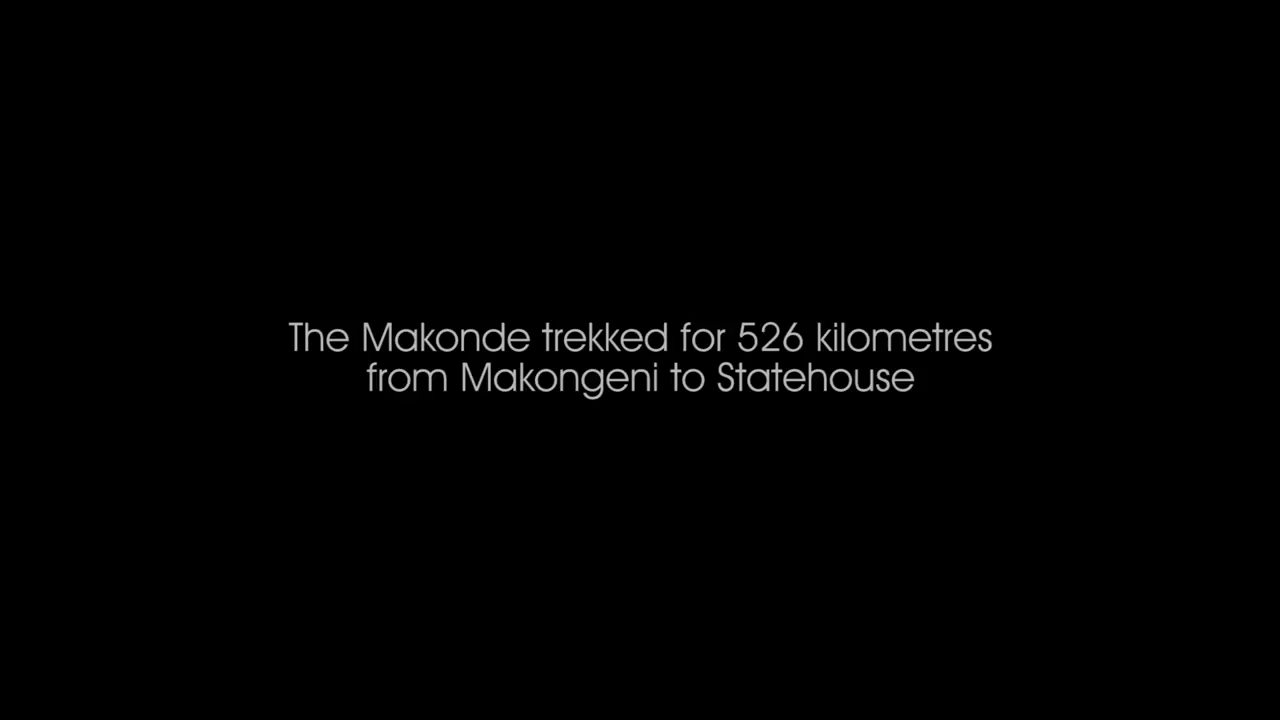 The Makonde trekked for 526 kilometres
from Makongeni to Statehouse